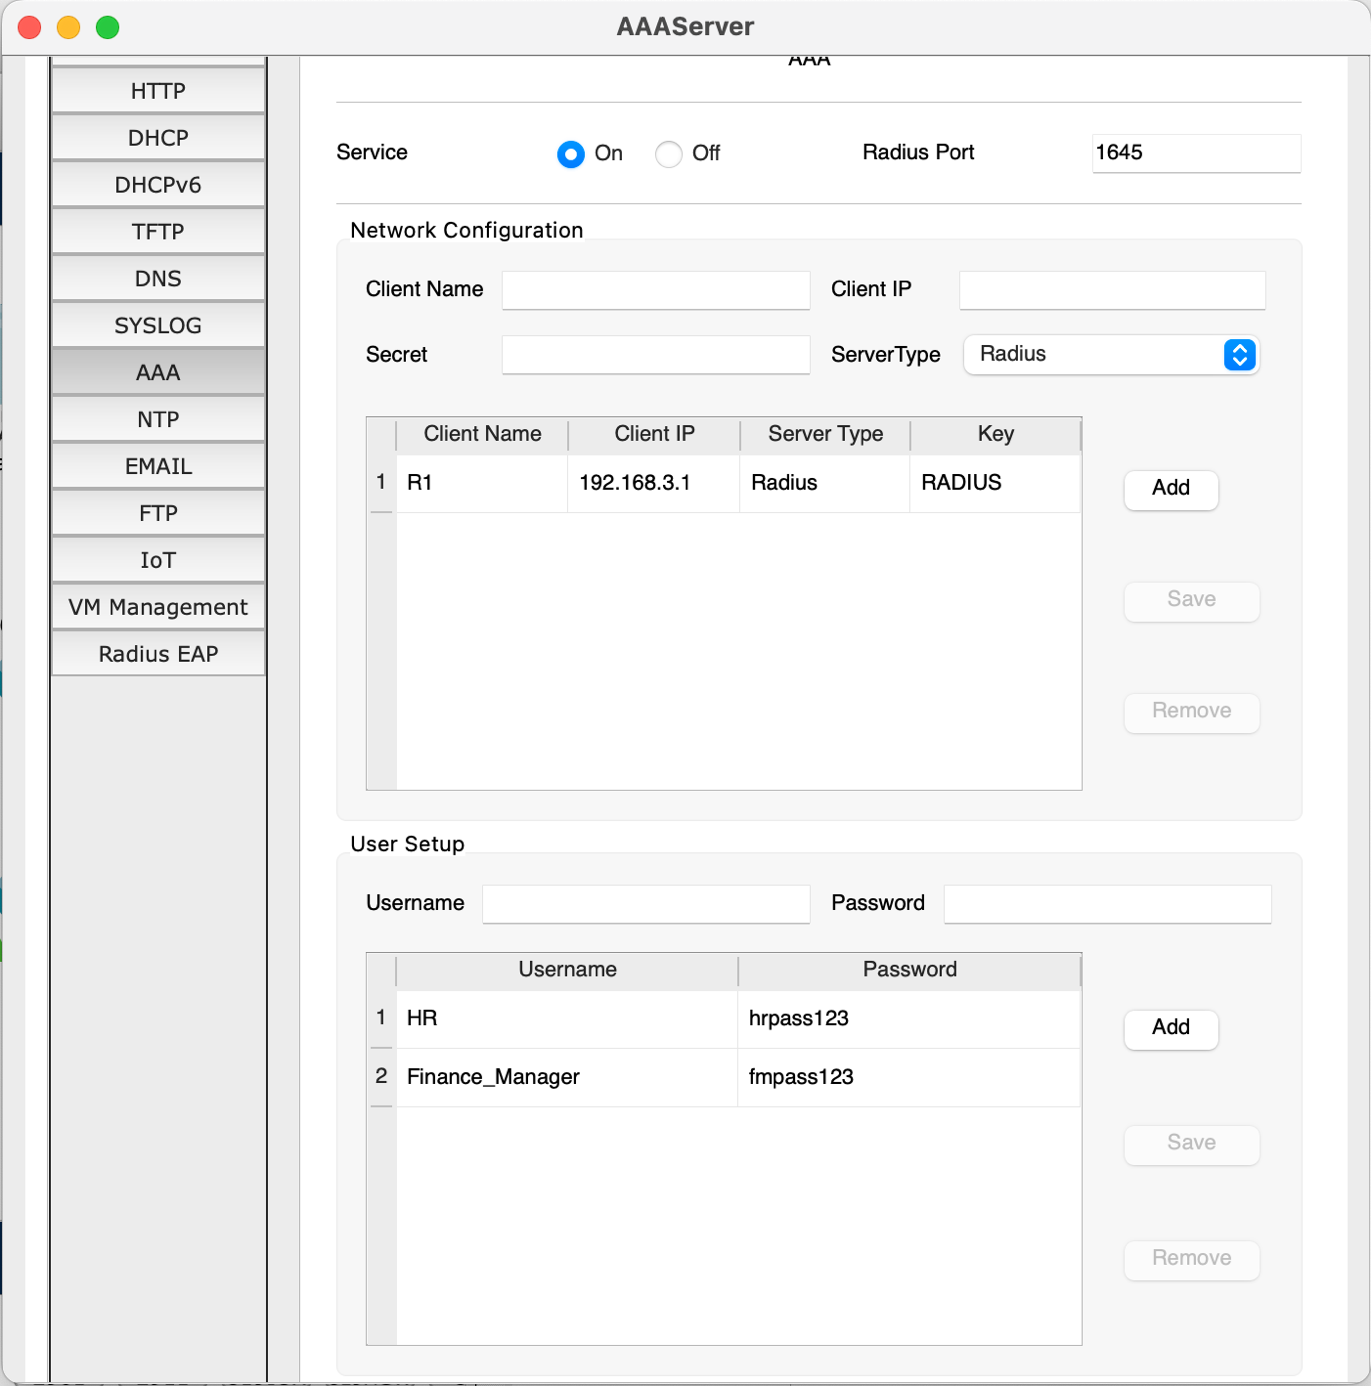 AAAServer
AAA
HTTP
DHCP
DHCPv6
TFTP
DNS
SYSLOG
AAA
NTP
EMAIL
FTP
IoT
VM Management
Radius EAP
Service On Off Radius Port 1645
Network Configuration
Client Name Client IP
Secret ServerType Radius
Client Name Client IP Server Type Key
1 R1 192.168.3.1 Radius RADIUS
Add
Save
Remove
User Setup
Username Password
Username Password
1 HR hrpass123
2 Finance_Manager fmpass123
Add
Save
Remove